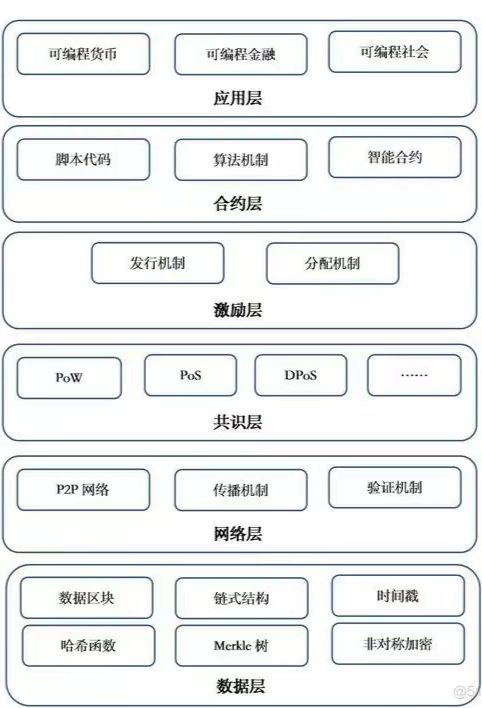 可编程货币 可编程金融 可编程社会
应用层
脚本代码 算法机制 智能合约
合约层
发行机制 分配机制
激励层
PoW PoS DPoS ……
共识层
P2P 网络 传播机制 验证机制
网络层
数据区块 链式结构 时间戳
哈希函数 Merkle 树 非对称加密
数据层